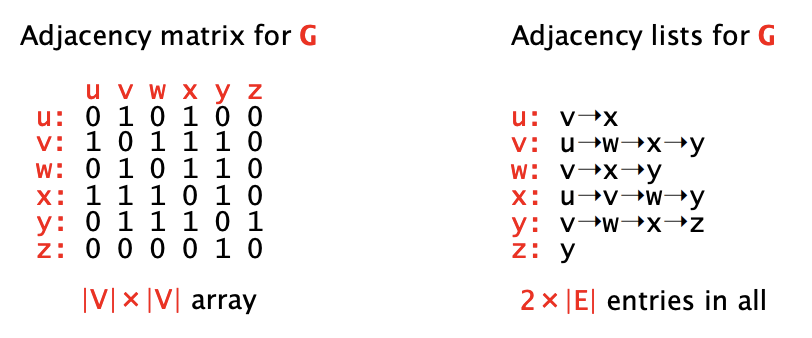 Adjacency matrix for G
u v w x y z
u: 0 1 0 1 0 0
v: 1 0 1 1 1 0
w: 0 1 0 1 1 0
x: 1 1 1 0 1 0
y: 0 1 1 1 0 1
z: 0 0 0 0 1 0
|V| × |V| array
Adjacency lists for G
u: v→x
v: u→w→x→y
w: v→x→y
x: u→v→w→y
y: v→w→x→z
z: y
2 × |E| entries in all